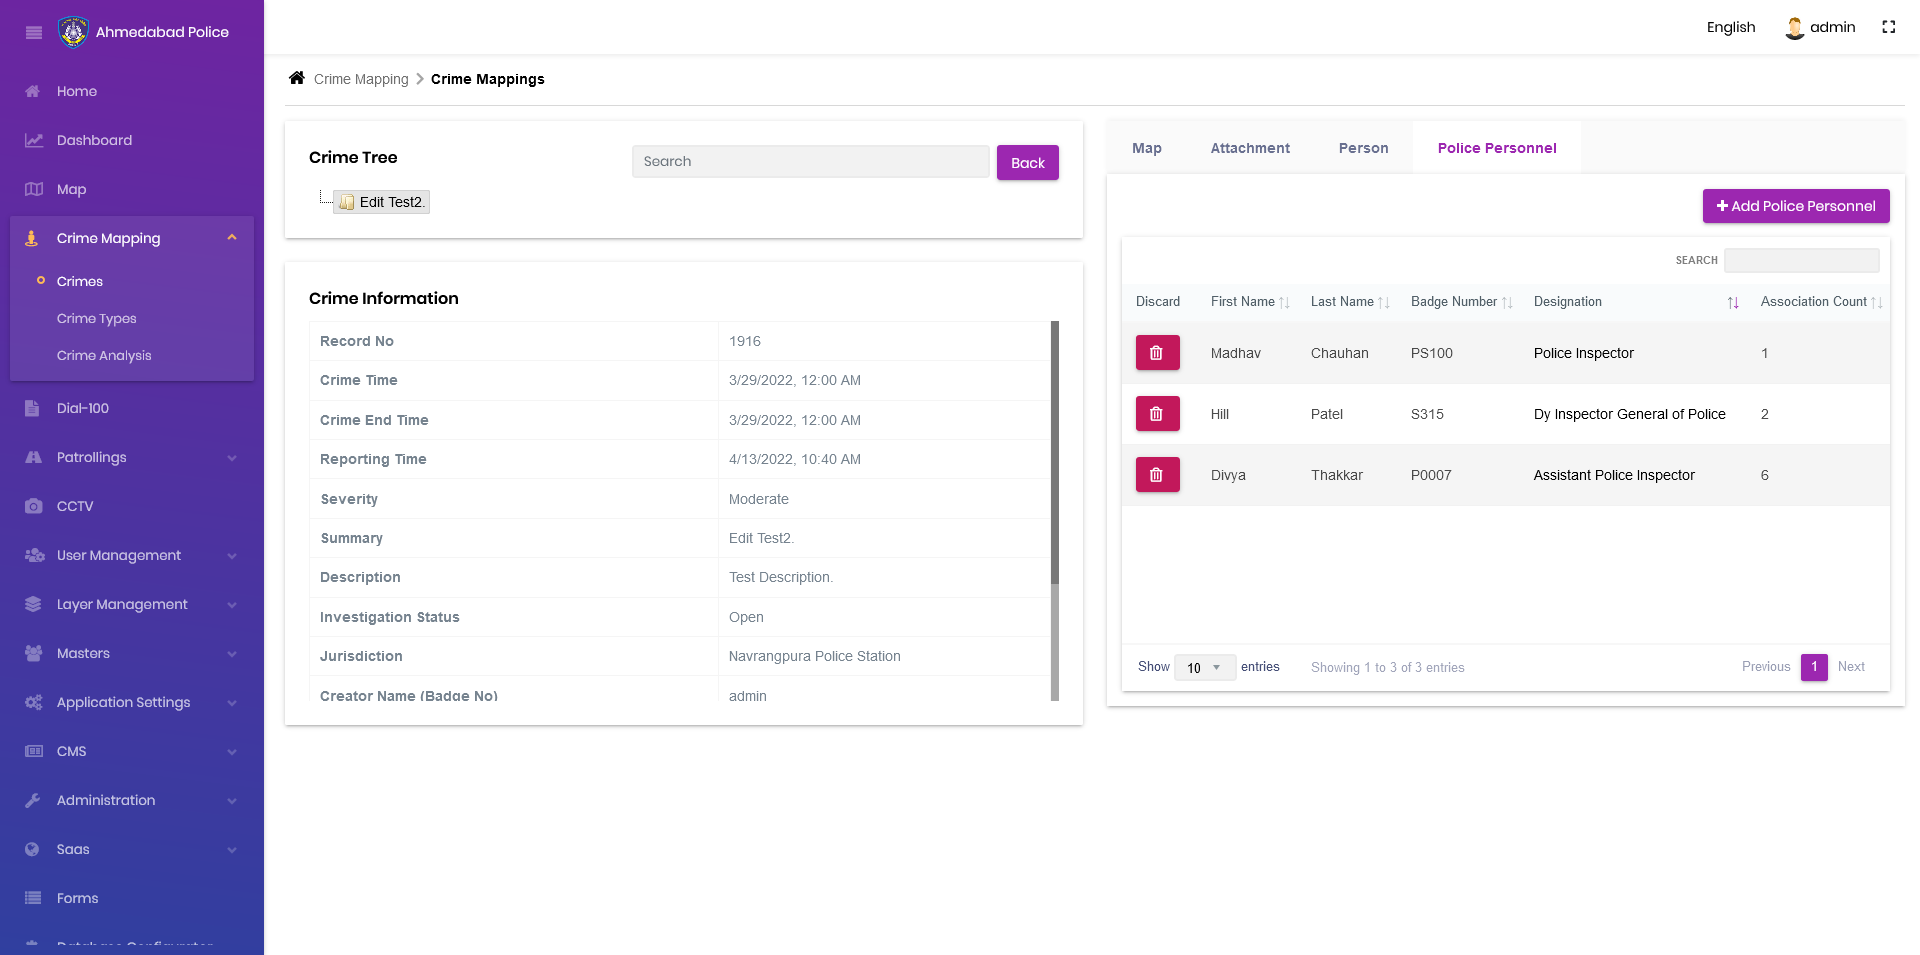 Ahmedabad Police
English
admin
Home
Dashboard
Map
Crime Mapping
Crimes
Crime Types
Crime Analysis
Dial-100
Patrollings
CCTV
User Management
Layer Management
Masters
Application Settings
CMS
Administration
Saas
Forms
Database Configurator
Crime Mapping Crime Mappings
Crime Tree
Search
Back
Edit Test2.
Crime Information
Record No 1916
Crime Time 3/29/2022, 12:00 AM
Crime End Time 3/29/2022, 12:00 AM
Reporting Time 4/13/2022, 10:40 AM
Severity Moderate
Summary Edit Test2.
Description Test Description.
Investigation Status Open
Jurisdiction Navrangpura Police Station
Creator Name (Badge No) admin
Map Attachment Person Police Personnel
Add Police Personnel
SEARCH
Discard First Name Last Name Badge Number Designation Association Count
Madhav Chauhan PS100 Police Inspector 1
Hill Patel S315 Dy Inspector General of Police 2
Divya Thakkar P0007 Assistant Police Inspector 6
Show 10 entries Showing 1 to 3 of 3 entries Previous 1 Next